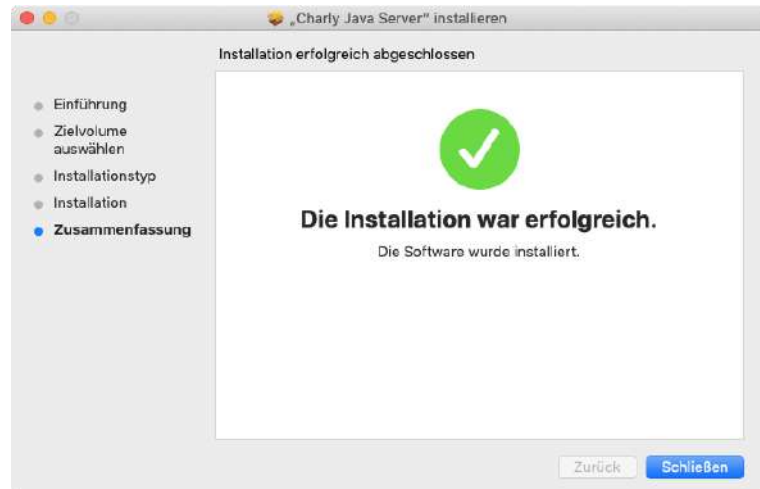 „Charly Java Server" installieren
Installation erfolgreich abgeschlossen
Einführung
Zielvolume
auswählen
Installationstyp
Installation
Zusammenfassung
Die Installation war erfolgreich.
Die Software wurde installiert.
Zurück
Schließen